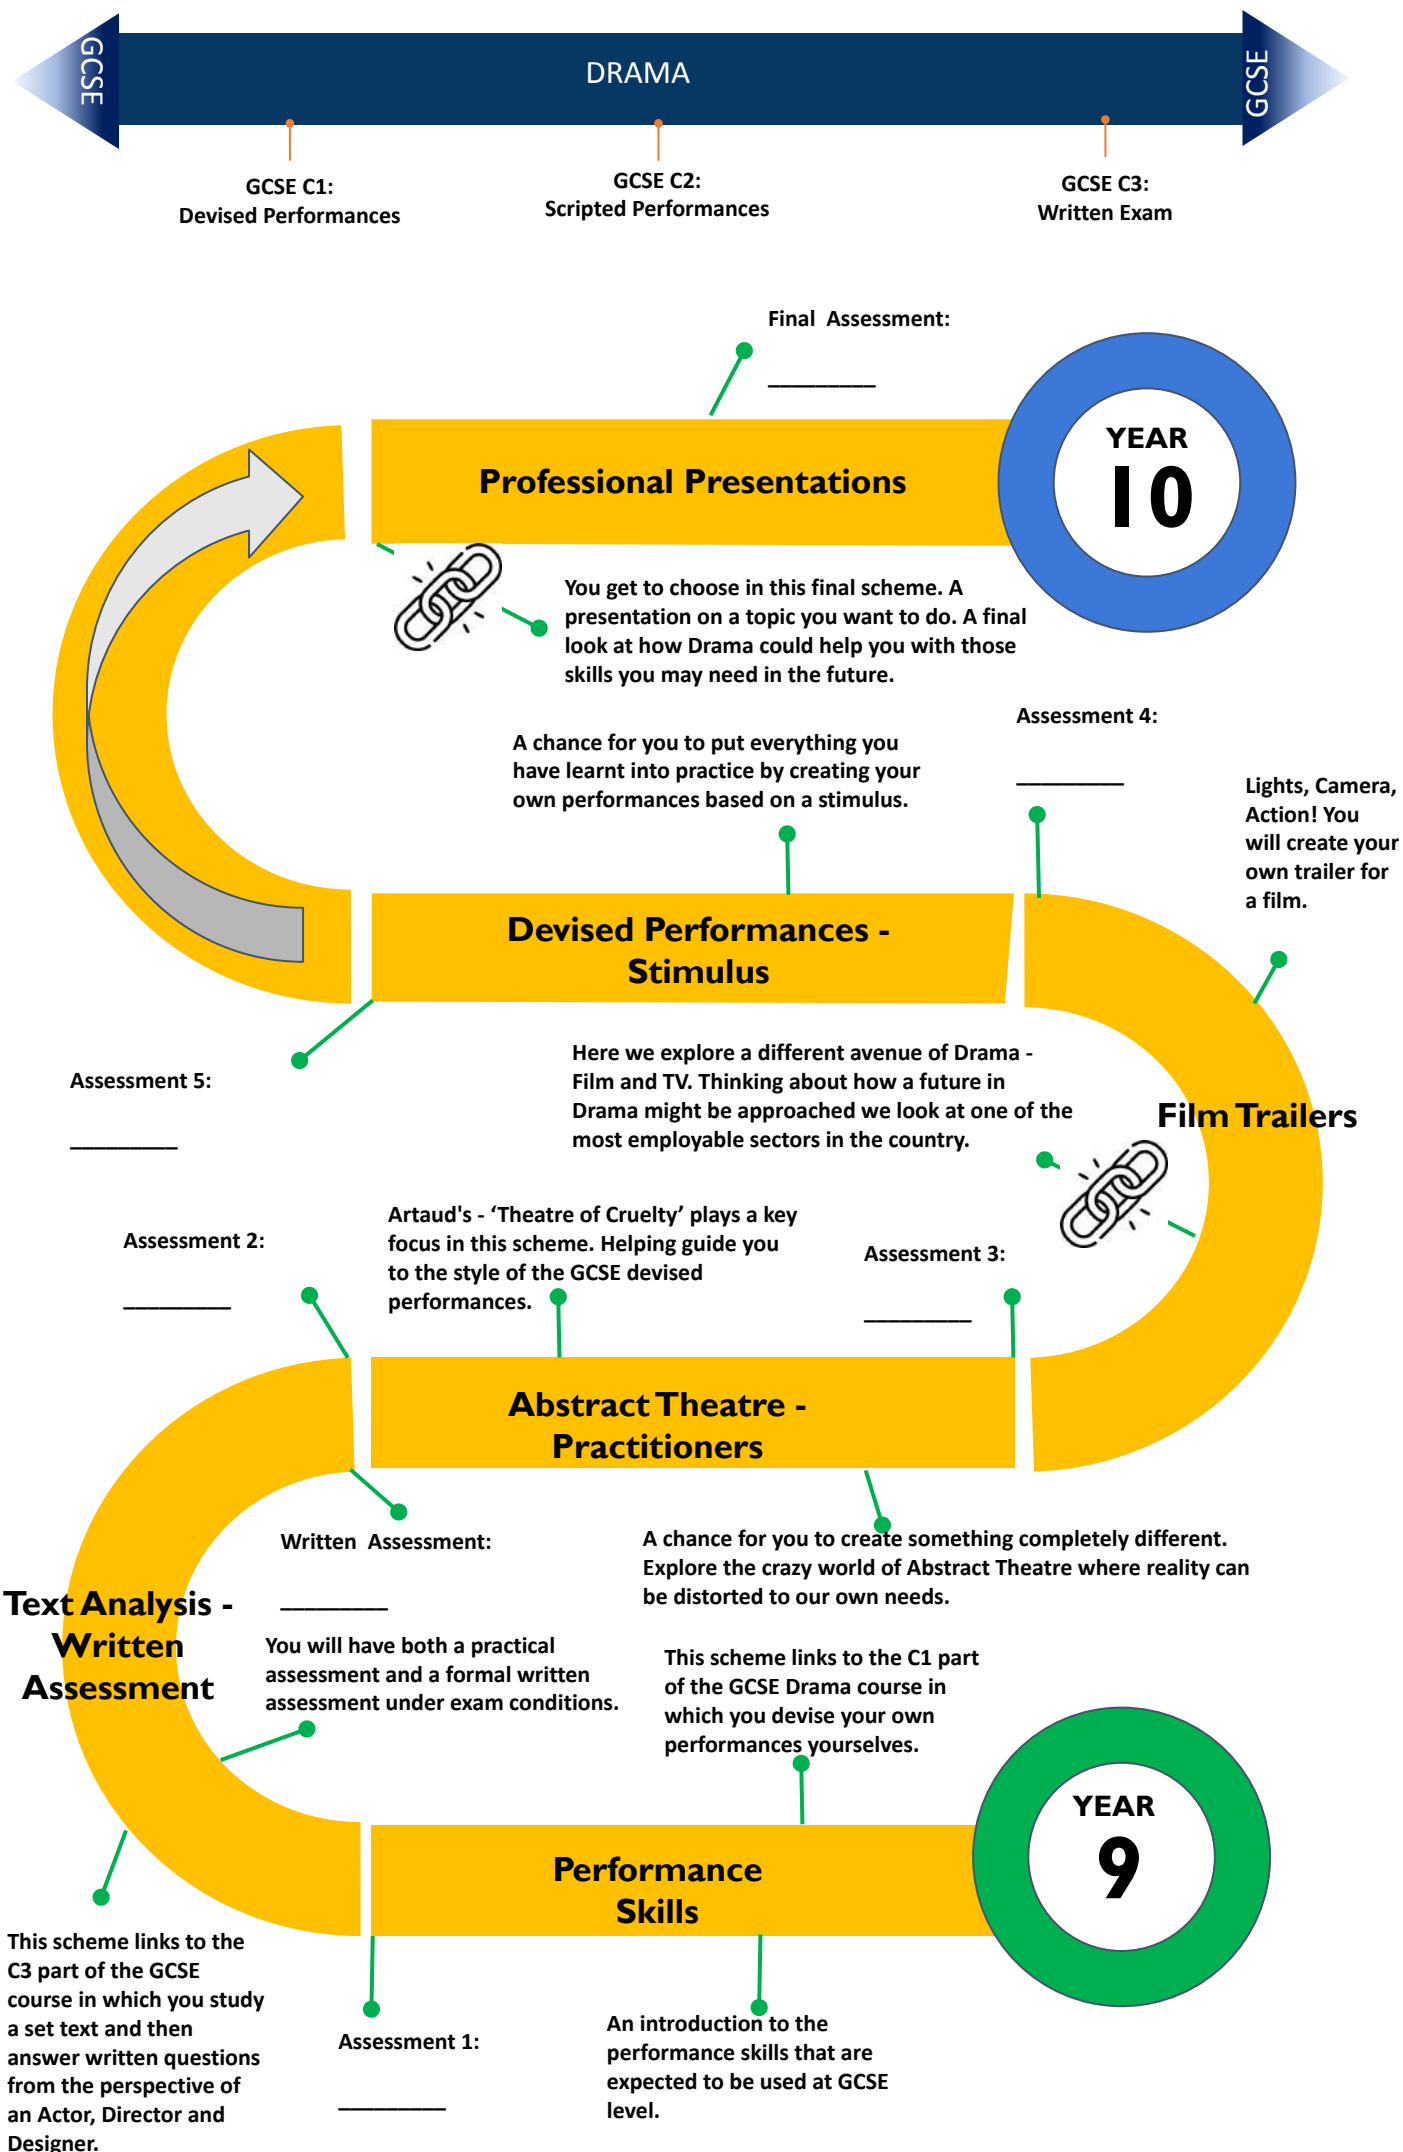 GCSE
DRAMA
GCSE
GCSE C1:
Devised Performances
GCSE C2:
Scripted Performances
GCSE C3:
Written Exam
Final  Assessment:
_________
Professional Presentations
YEAR
10
You get to choose in this final scheme. A
presentation on a topic you want to do. A final
look at how Drama could help you with those
skills you may need in the future.
Assessment 4:
_________
A chance for you to put everything you
have learnt into practice by creating your
own performances based on a stimulus.
Lights, Camera,
Action! You
will create your
own trailer for
a film.
Devised Performances -
Stimulus
Assessment 5:
_________
Here we explore a different avenue of Drama -
Film and TV. Thinking about how a future in
Drama might be approached we look at one of the
most employable sectors in the country.
Film Trailers
Assessment 2:
_________
Artaud's - ‘Theatre of Cruelty’ plays a key
focus in this scheme. Helping guide you
to the style of the GCSE devised
performances.
Assessment 3:
_________
Abstract Theatre -
Practitioners
Written  Assessment:
_________
A chance for you to create something completely different.
Explore the crazy world of Abstract Theatre where reality can
be distorted to our own needs.
Text Analysis -
Written
Assessment
You will have both a practical
assessment and a formal written
assessment under exam conditions.
This scheme links to the C1 part
of the GCSE Drama course in
which you devise your own
performances yourselves.
YEAR
9
Performance
Skills
This scheme links to the
C3 part of the GCSE
course in which you study
a set text and then
answer written questions
from the perspective of
an Actor, Director and
Designer.
Assessment 1:
_________
An introduction to the
performance skills that are
expected to be used at GCSE
level.